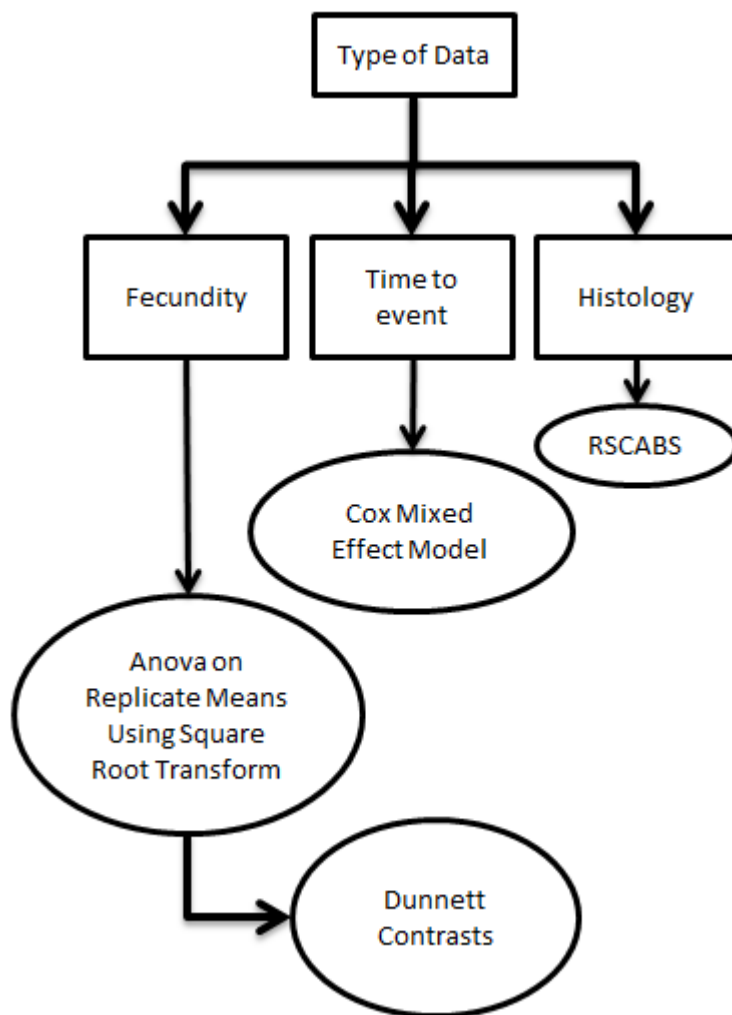 Type of Data
Fecundity
Time to
event
Histology
RSCABS
Cox Mixed
Effect Model
Anova on
Replicate Means
Using Square
Root Transform
Dunnett
Contrasts